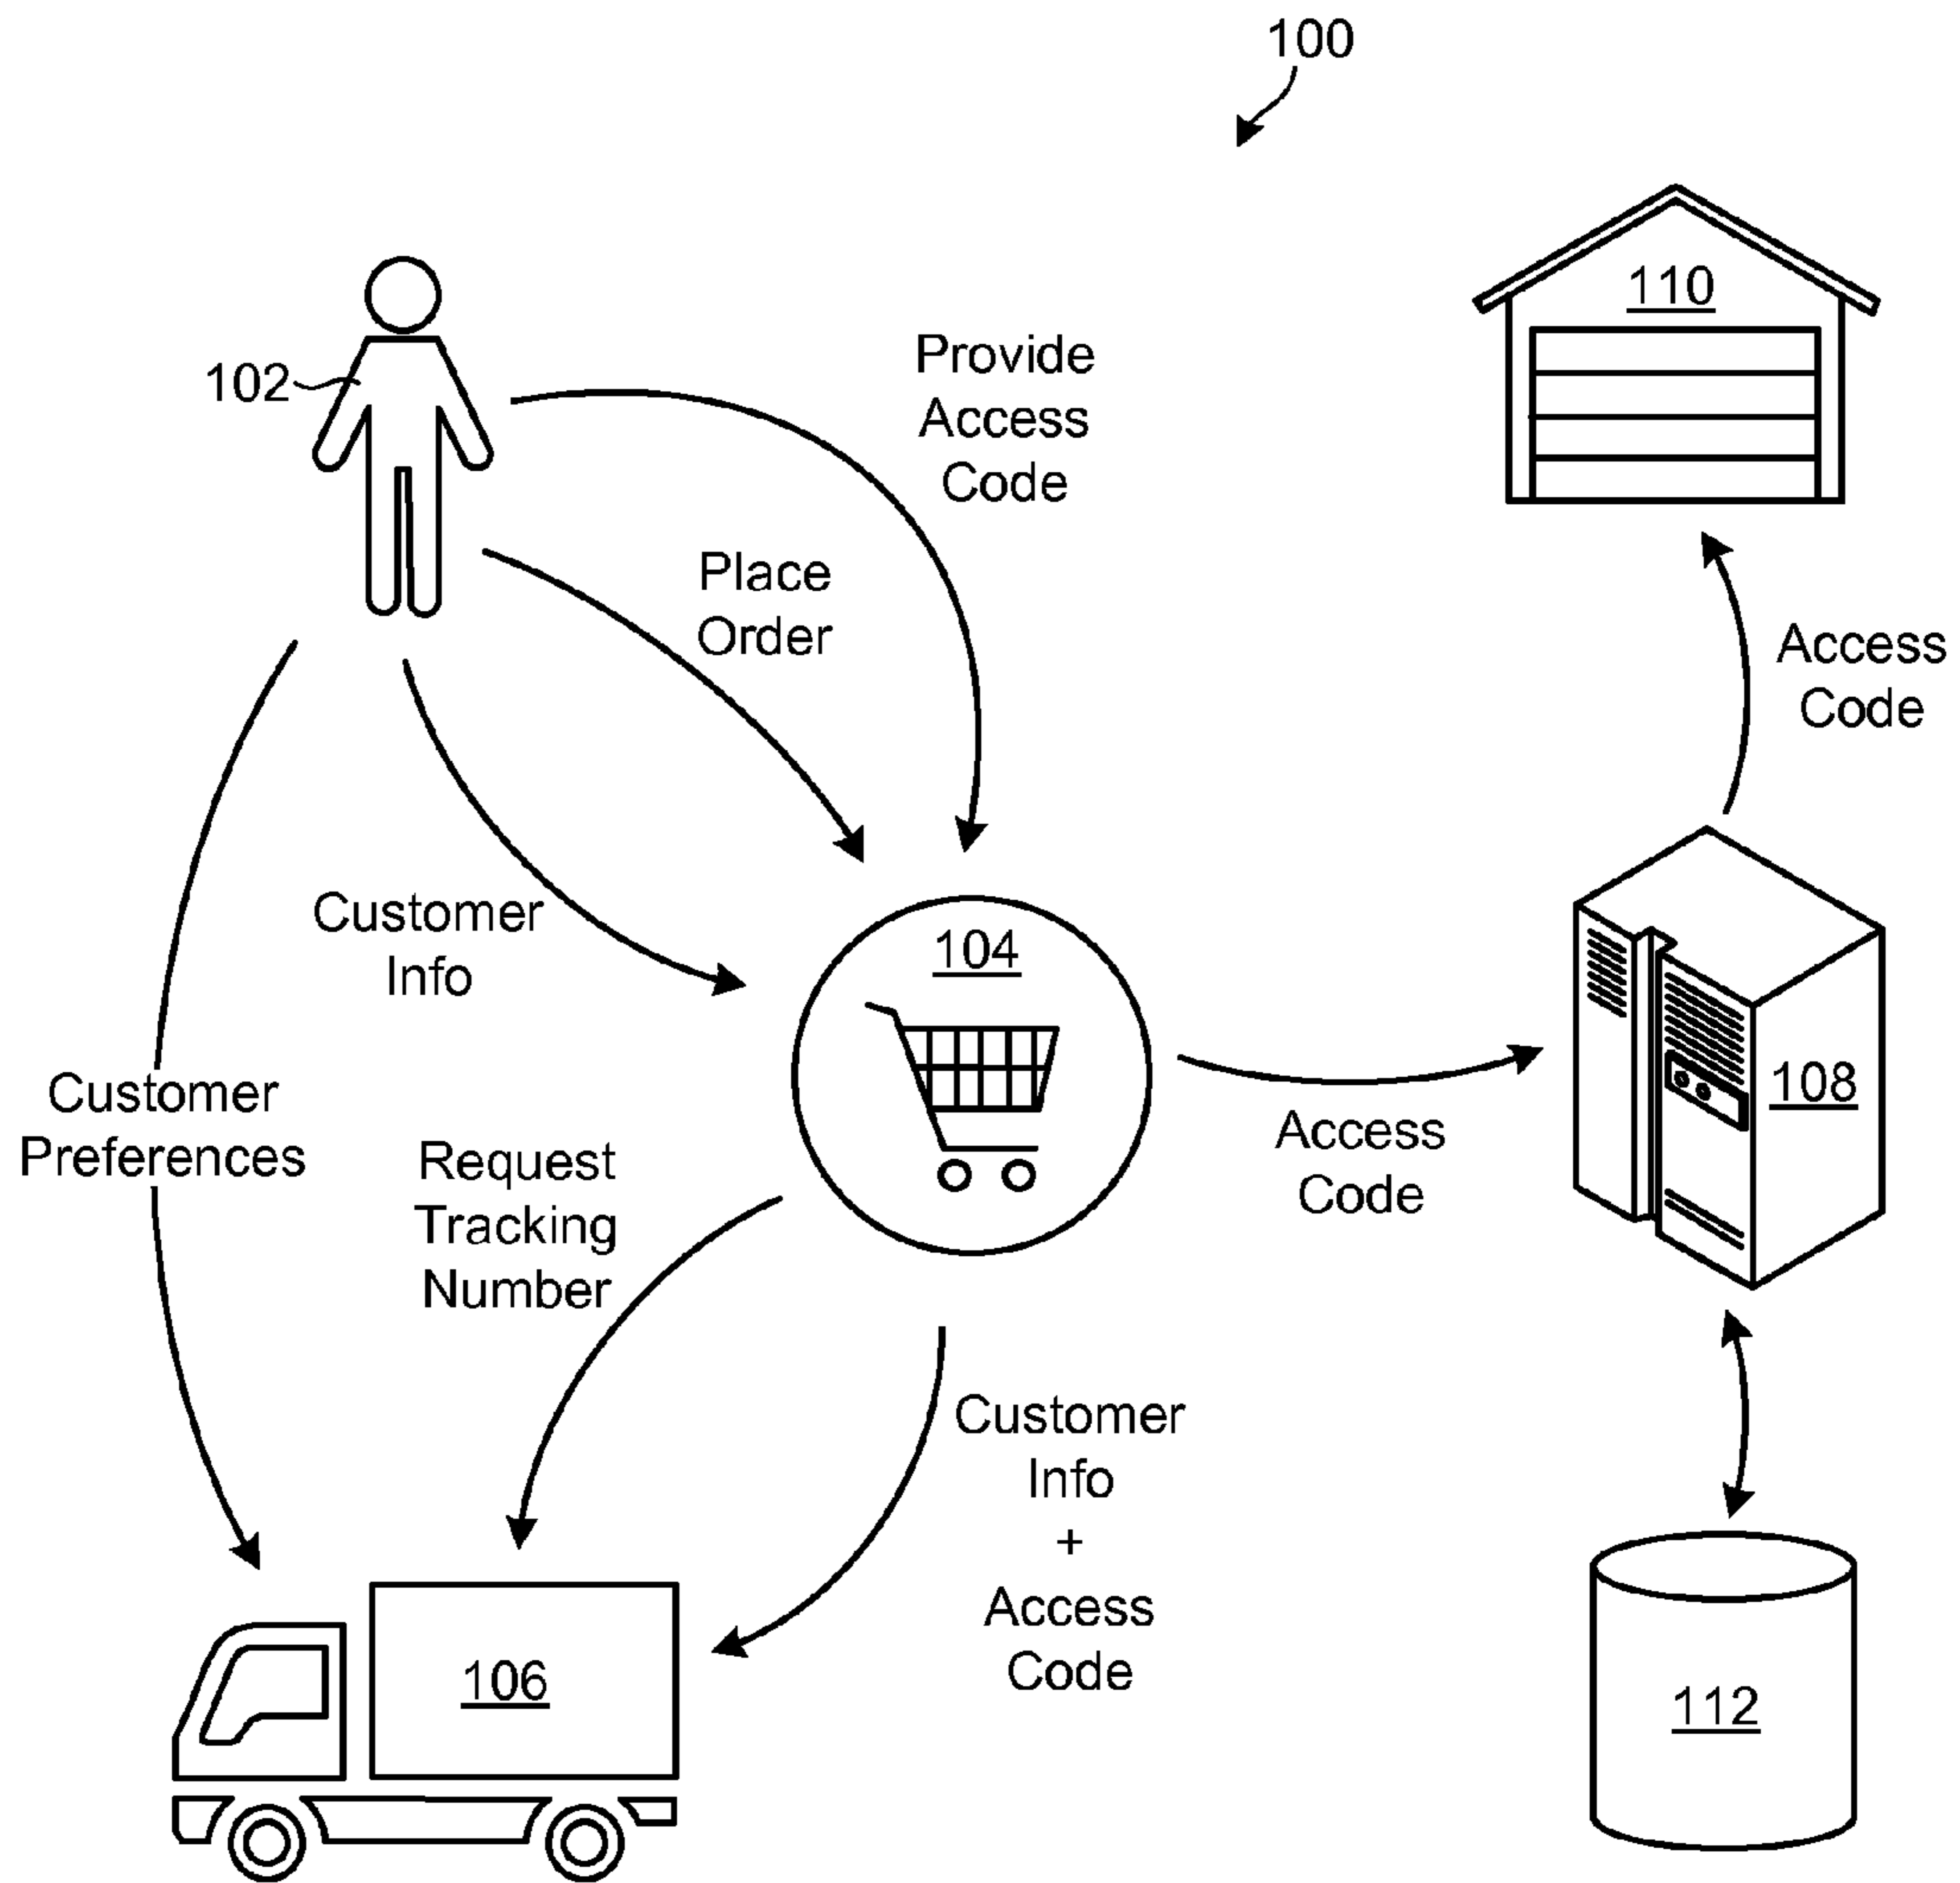 100
110
102
Provide
Access
Code
Place
Order
Access
Code
Customer
Info
104
108
Customer
Preferences
Request
Tracking
Number
Access
Code
Customer
Info
+
Access
Code
106
112